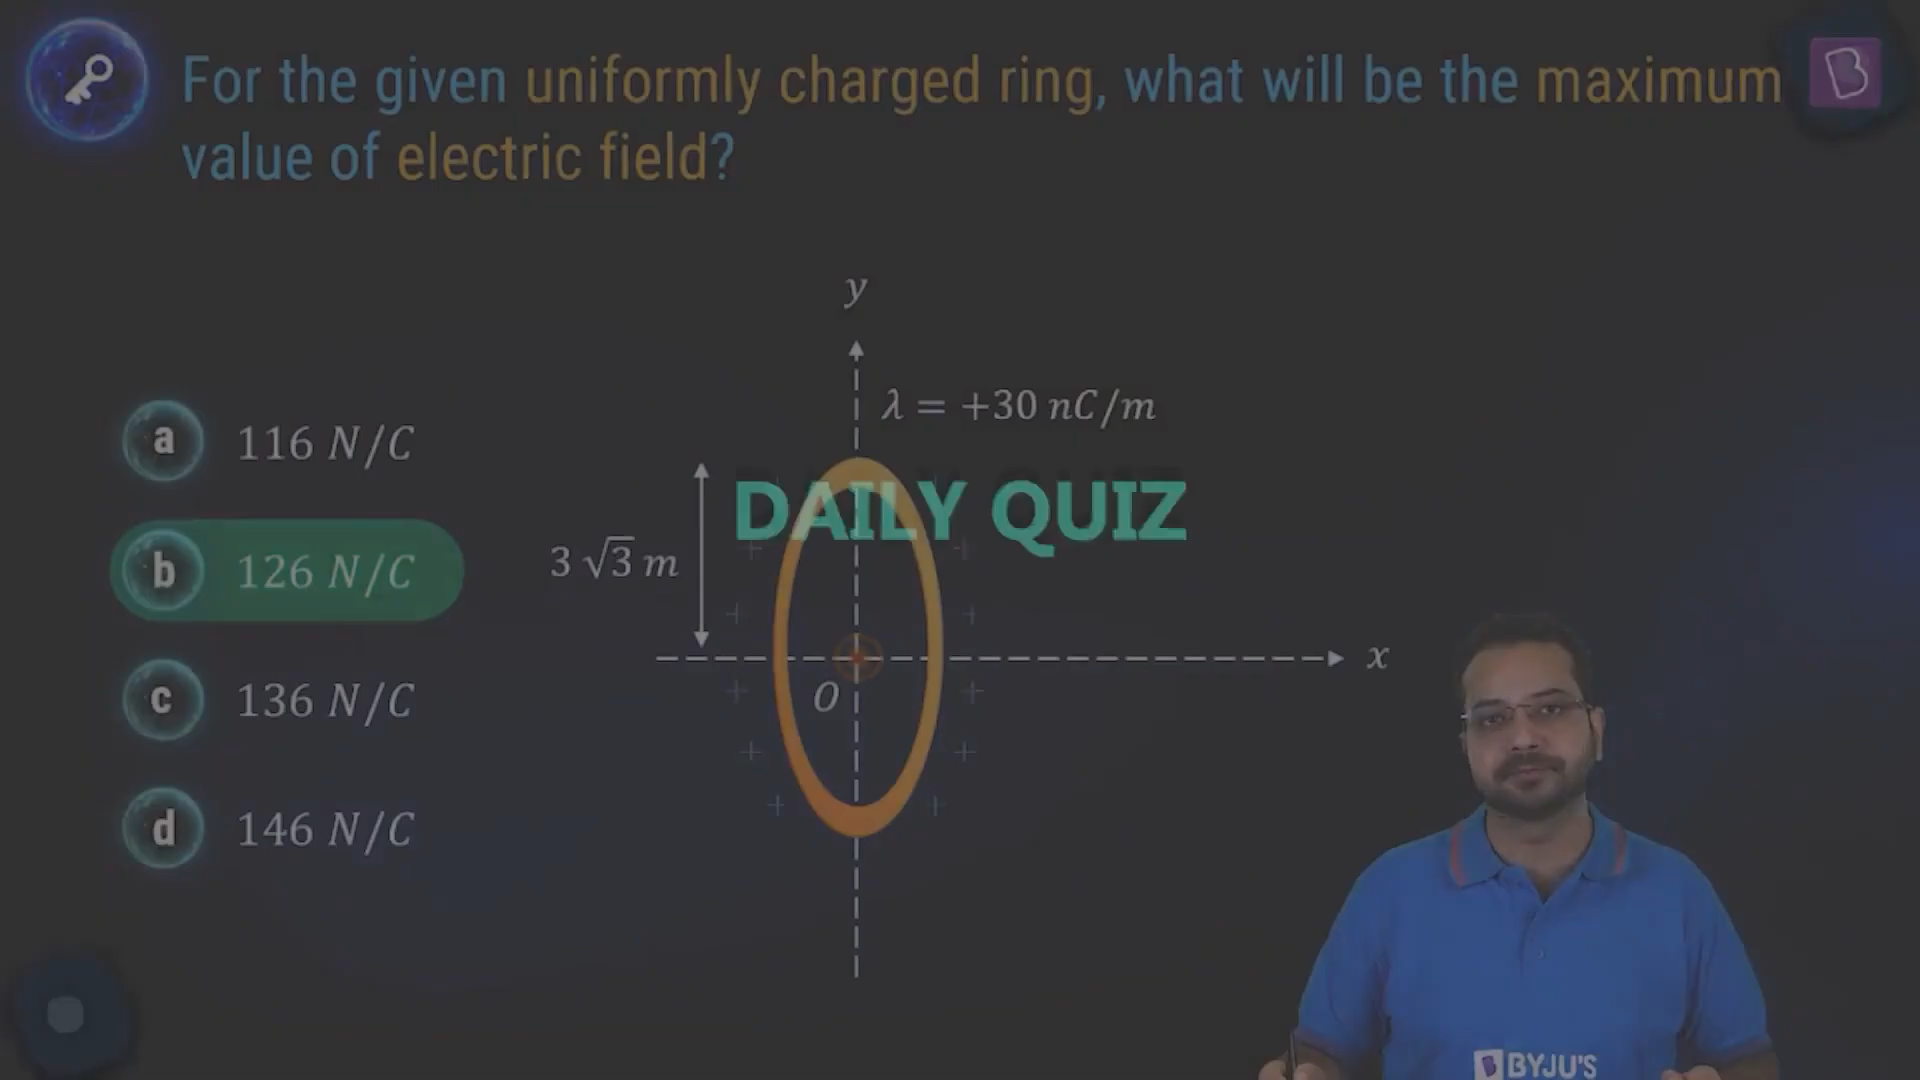 For the given uniformly charged ring, what will be the maximum
value of electric field?
y
λ = +30 nC/m
a 116 N/C
DAILY QUIZ
b 126 N/C
3 √3 m
x
O
c 136 N/C
d 146 N/C
BYJU'S